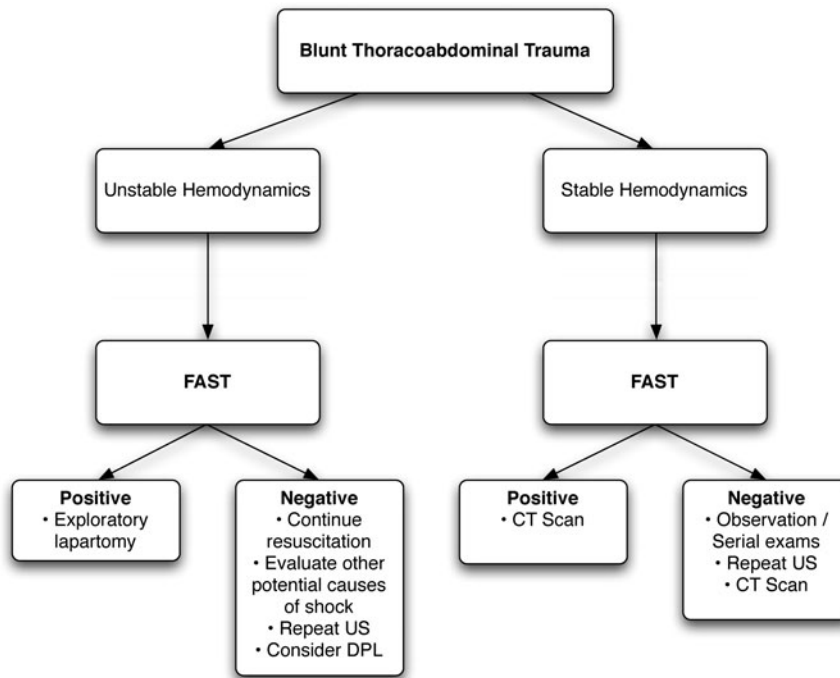 Blunt Thoracoabdominal Trauma
Unstable Hemodynamics
Stable Hemodynamics
FAST
FAST
Positive
• Exploratory
lapartomy
Negative
• Continue
resuscitation
• Evaluate other
potential causes
of shock
• Repeat US
• Consider DPL
Positive
• CT Scan
Negative
• Observation /
Serial exams
• Repeat US
• CT Scan